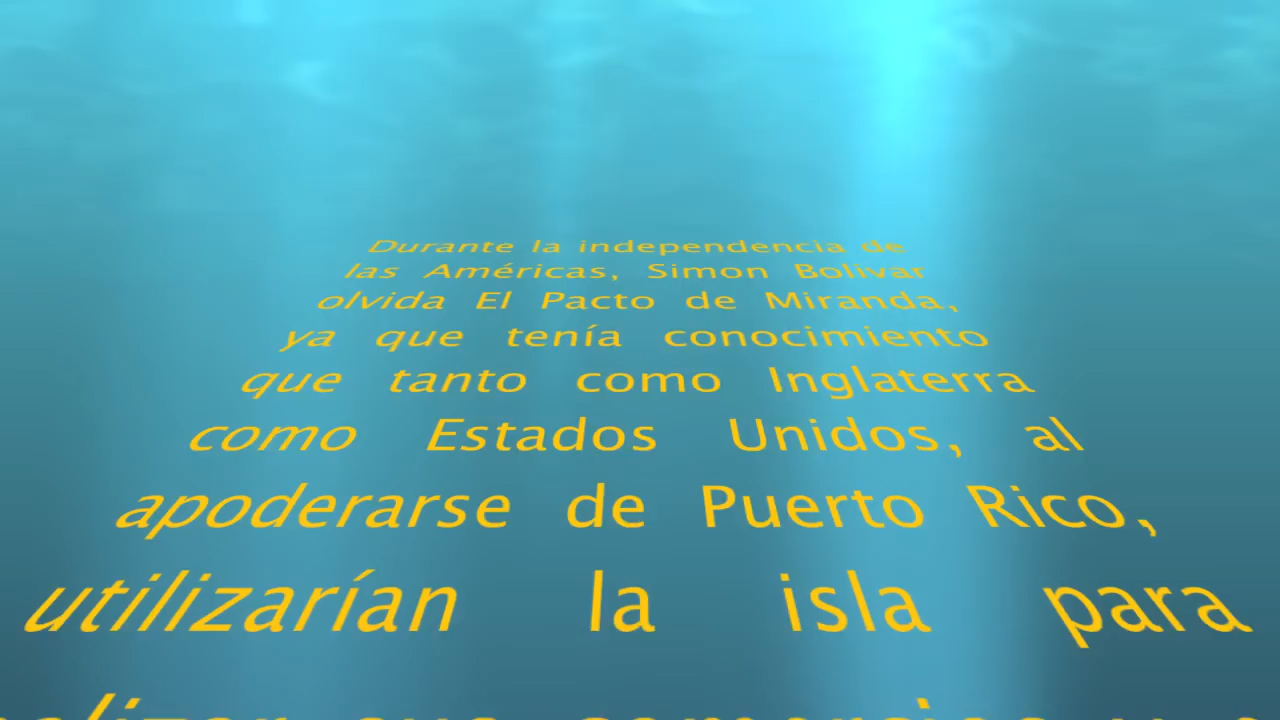 Durante la independencia de
las Américas, Simon Bolivar
olvida El Pacto de Miranda,
ya que tenía conocimiento
que tanto como Inglaterra
como Estados Unidos, al
apoderarse de Puerto Rico,
utilizarían la isla para